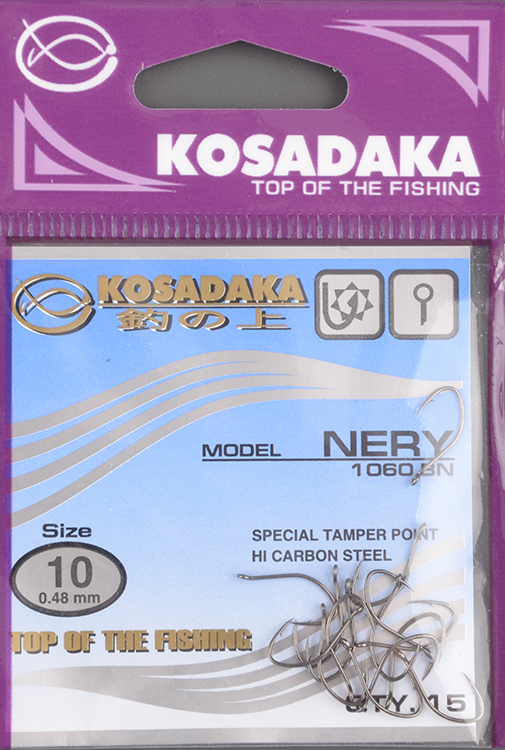 KOSADAKA
TOP OF THE FISHING
KOSADAKA
釣の上
MODEL NERY
1060 BN
Size
10
0.48 mm
SPECIAL TAMPER POINT
HI CARBON STEEL
TOP OF THE FISHING
QTY. 15